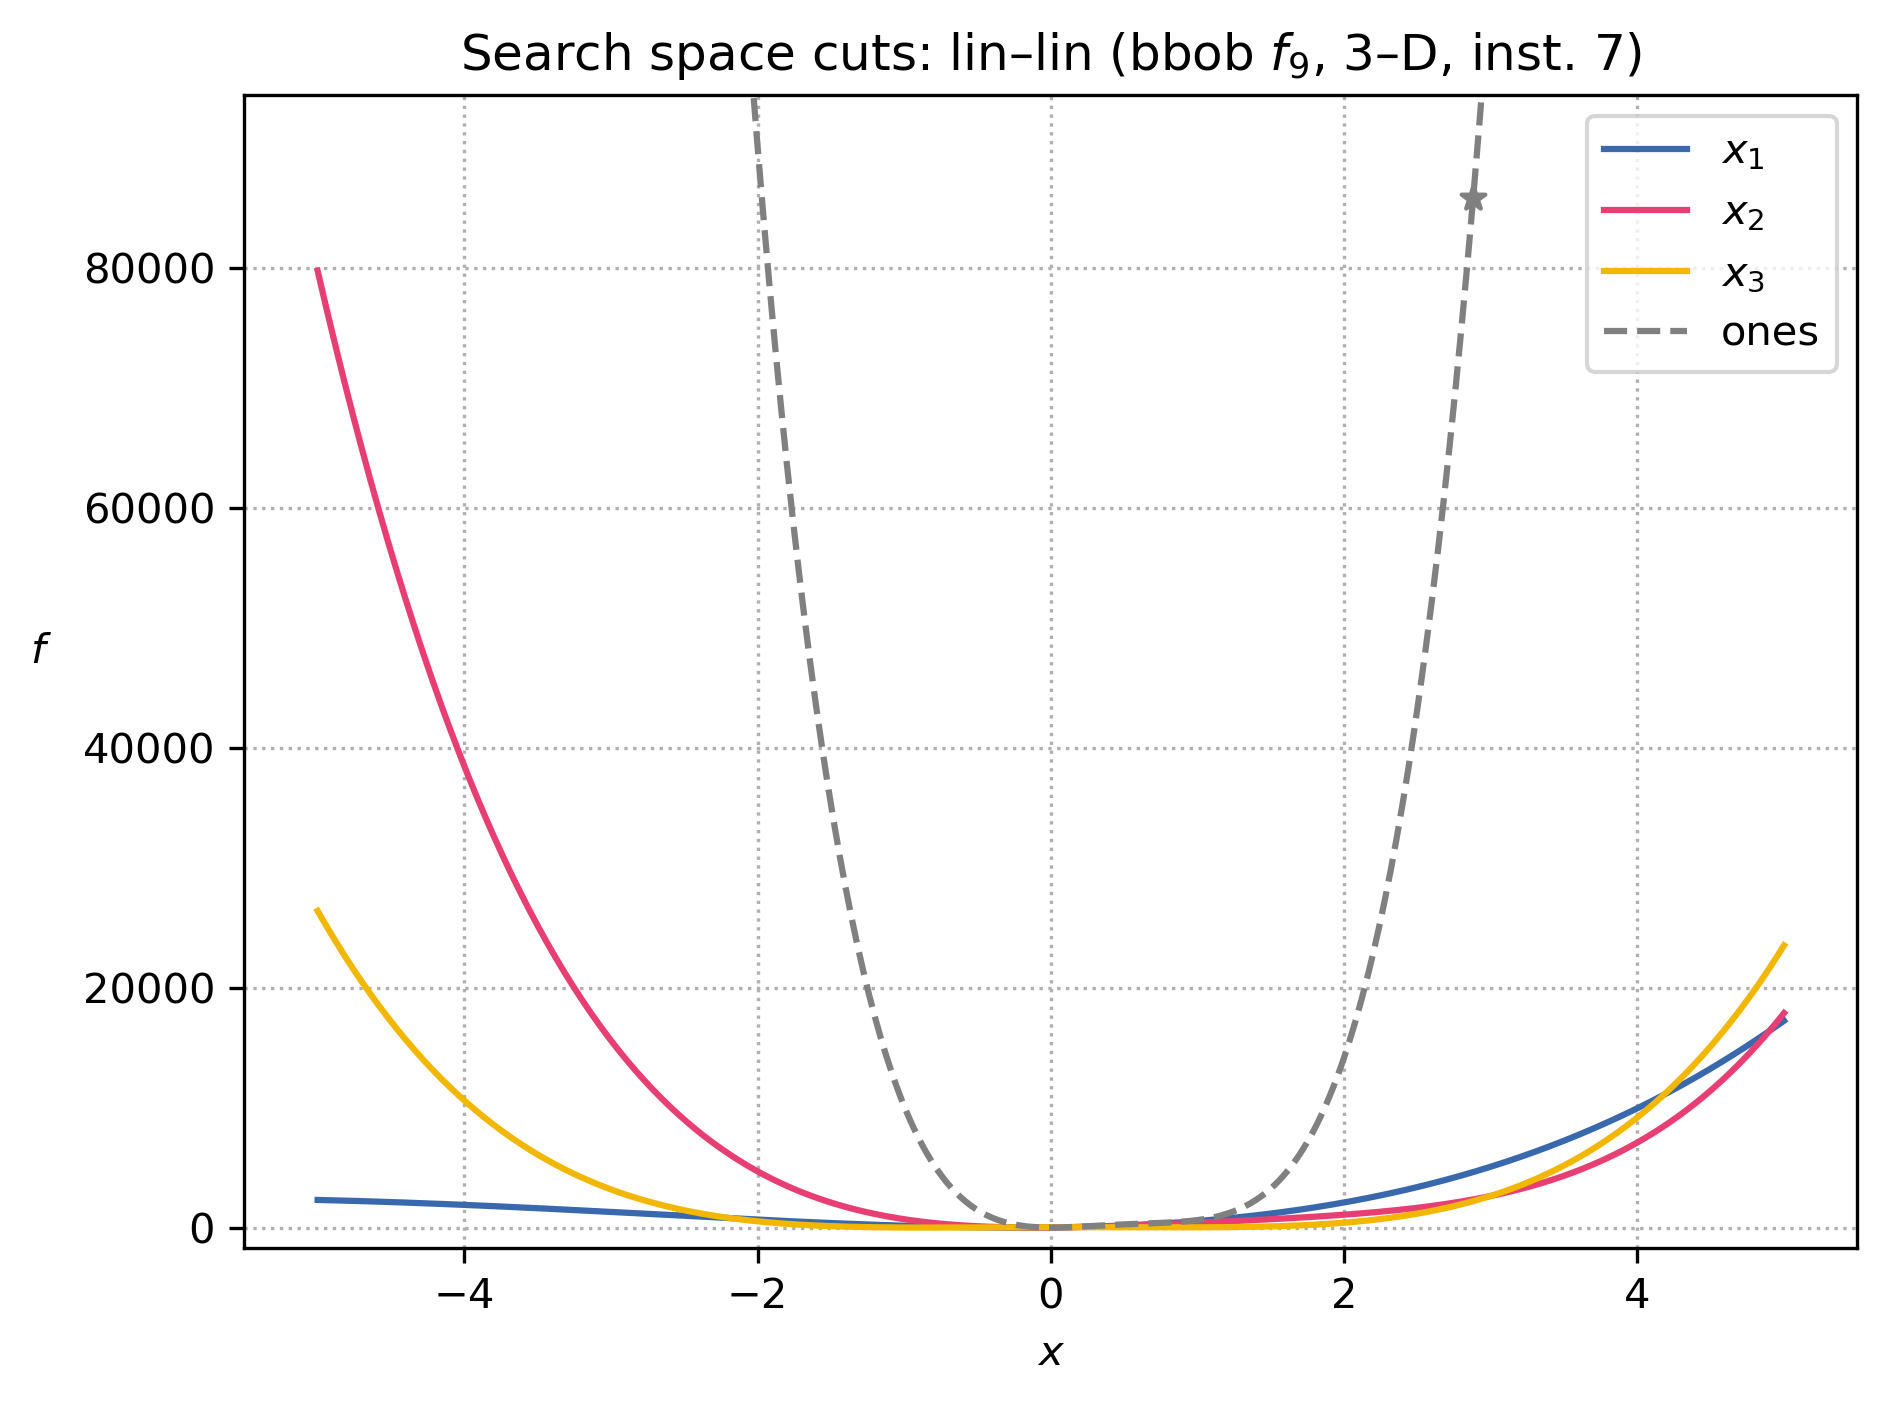 Search space cuts: lin–lin (bbob f₉, 3–D, inst. 7)
x₁
x₂
x₃
ones
80000
60000
40000
20000
0
f
−4
−2
0
2
4
x